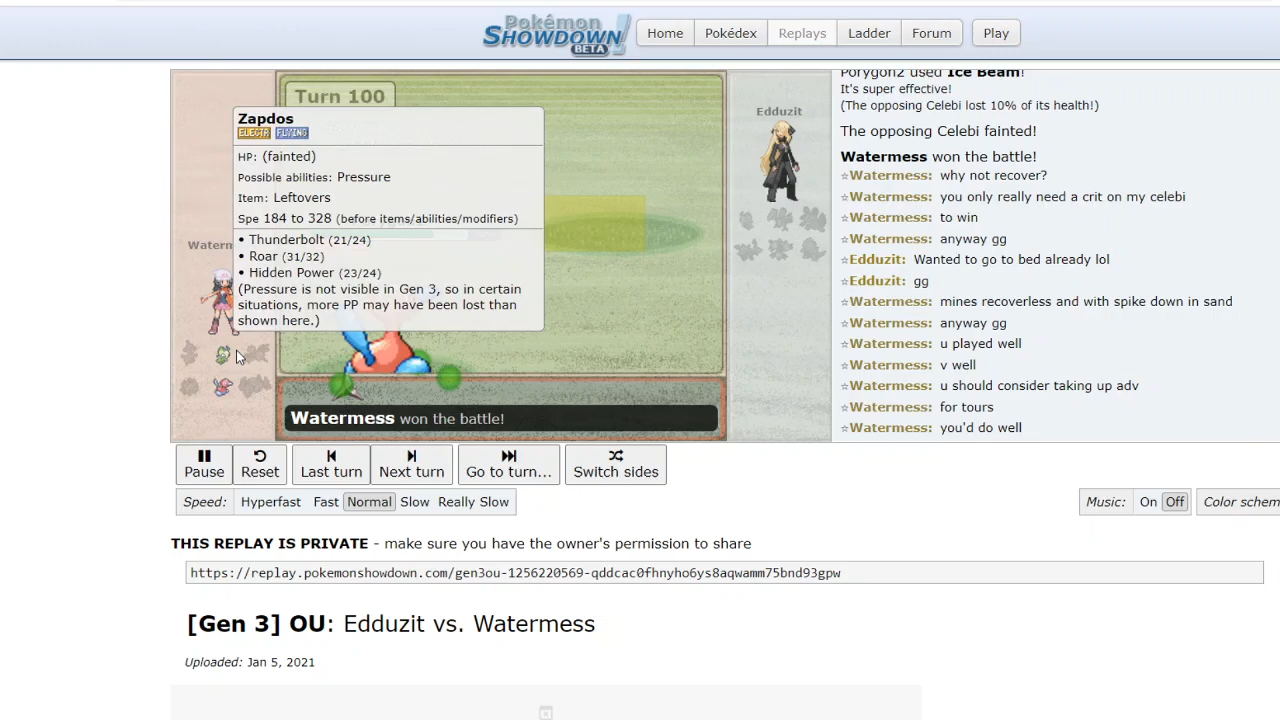 Pokémon
SHOWDOWN!
BETA
Home
Pokédex
Replays
Ladder
Forum
Play
Turn 100
Zapdos
ELECTR FLYING
HP: (fainted)
Possible abilities: Pressure
Item: Leftovers
Spe 184 to 328 (before items/abilities/modifiers)
• Thunderbolt (21/24)
• Roar (31/32)
• Hidden Power (23/24)
(Pressure is not visible in Gen 3, so in certain
situations, more PP may have been lost than
shown here.)
Waterm
Edduzit
Watermess won the battle!
Porygon2 used Ice Beam!
It's super effective!
(The opposing Celebi lost 10% of its health!)
The opposing Celebi fainted!
Watermess won the battle!
☆Watermess: why not recover?
☆Watermess: you only really need a crit on my celebi
☆Watermess: to win
☆Watermess: anyway gg
☆Edduzit: Wanted to go to bed already lol
☆Edduzit: gg
☆Watermess: mines recoverless and with spike down in sand
☆Watermess: anyway gg
☆Watermess: u played well
☆Watermess: v well
☆Watermess: u should consider taking up adv
☆Watermess: for tours
☆Watermess: you'd do well
Pause
Reset
Last turn
Next turn
Go to turn...
Switch sides
Speed: Hyperfast Fast Normal Slow Really Slow
Music: On Off
Color schem
THIS REPLAY IS PRIVATE - make sure you have the owner's permission to share
https://replay.pokemonshowdown.com/gen3ou-1256220569-qddcac0fhnyho6ys8aqwamm75bnd93gpw
[Gen 3] OU: Edduzit vs. Watermess
Uploaded: Jan 5, 2021